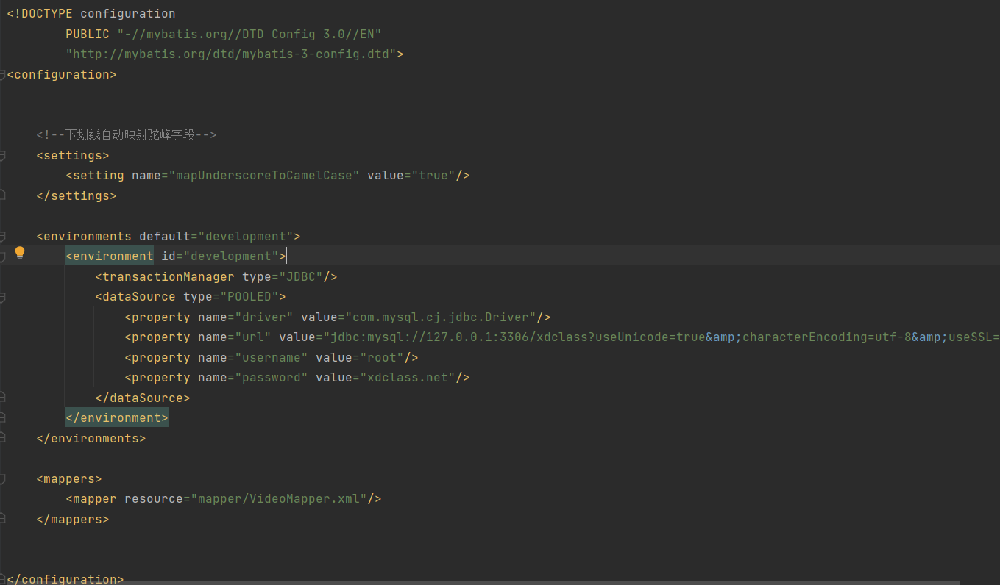 <!DOCTYPE configuration
PUBLIC "-//mybatis.org//DTD Config 3.0//EN"
"http://mybatis.org/dtd/mybatis-3-config.dtd">
<configuration>
<!--下划线自动映射驼峰字段-->
<settings>
<setting name="mapUnderscoreToCamelCase" value="true"/>
</settings>
<environments default="development">
<environment id="development">
<transactionManager type="JDBC"/>
<dataSource type="POOLED">
<property name="driver" value="com.mysql.cj.jdbc.Driver"/>
<property name="url" value="jdbc:mysql://127.0.0.1:3306/xdclass?useUnicode=true&amp;characterEncoding=utf-8&amp;useSSL=
<property name="username" value="root"/>
<property name="password" value="xdclass.net"/>
</dataSource>
</environment>
</environments>
<mappers>
<mapper resource="mapper/VideoMapper.xml"/>
</mappers>
</configuration>